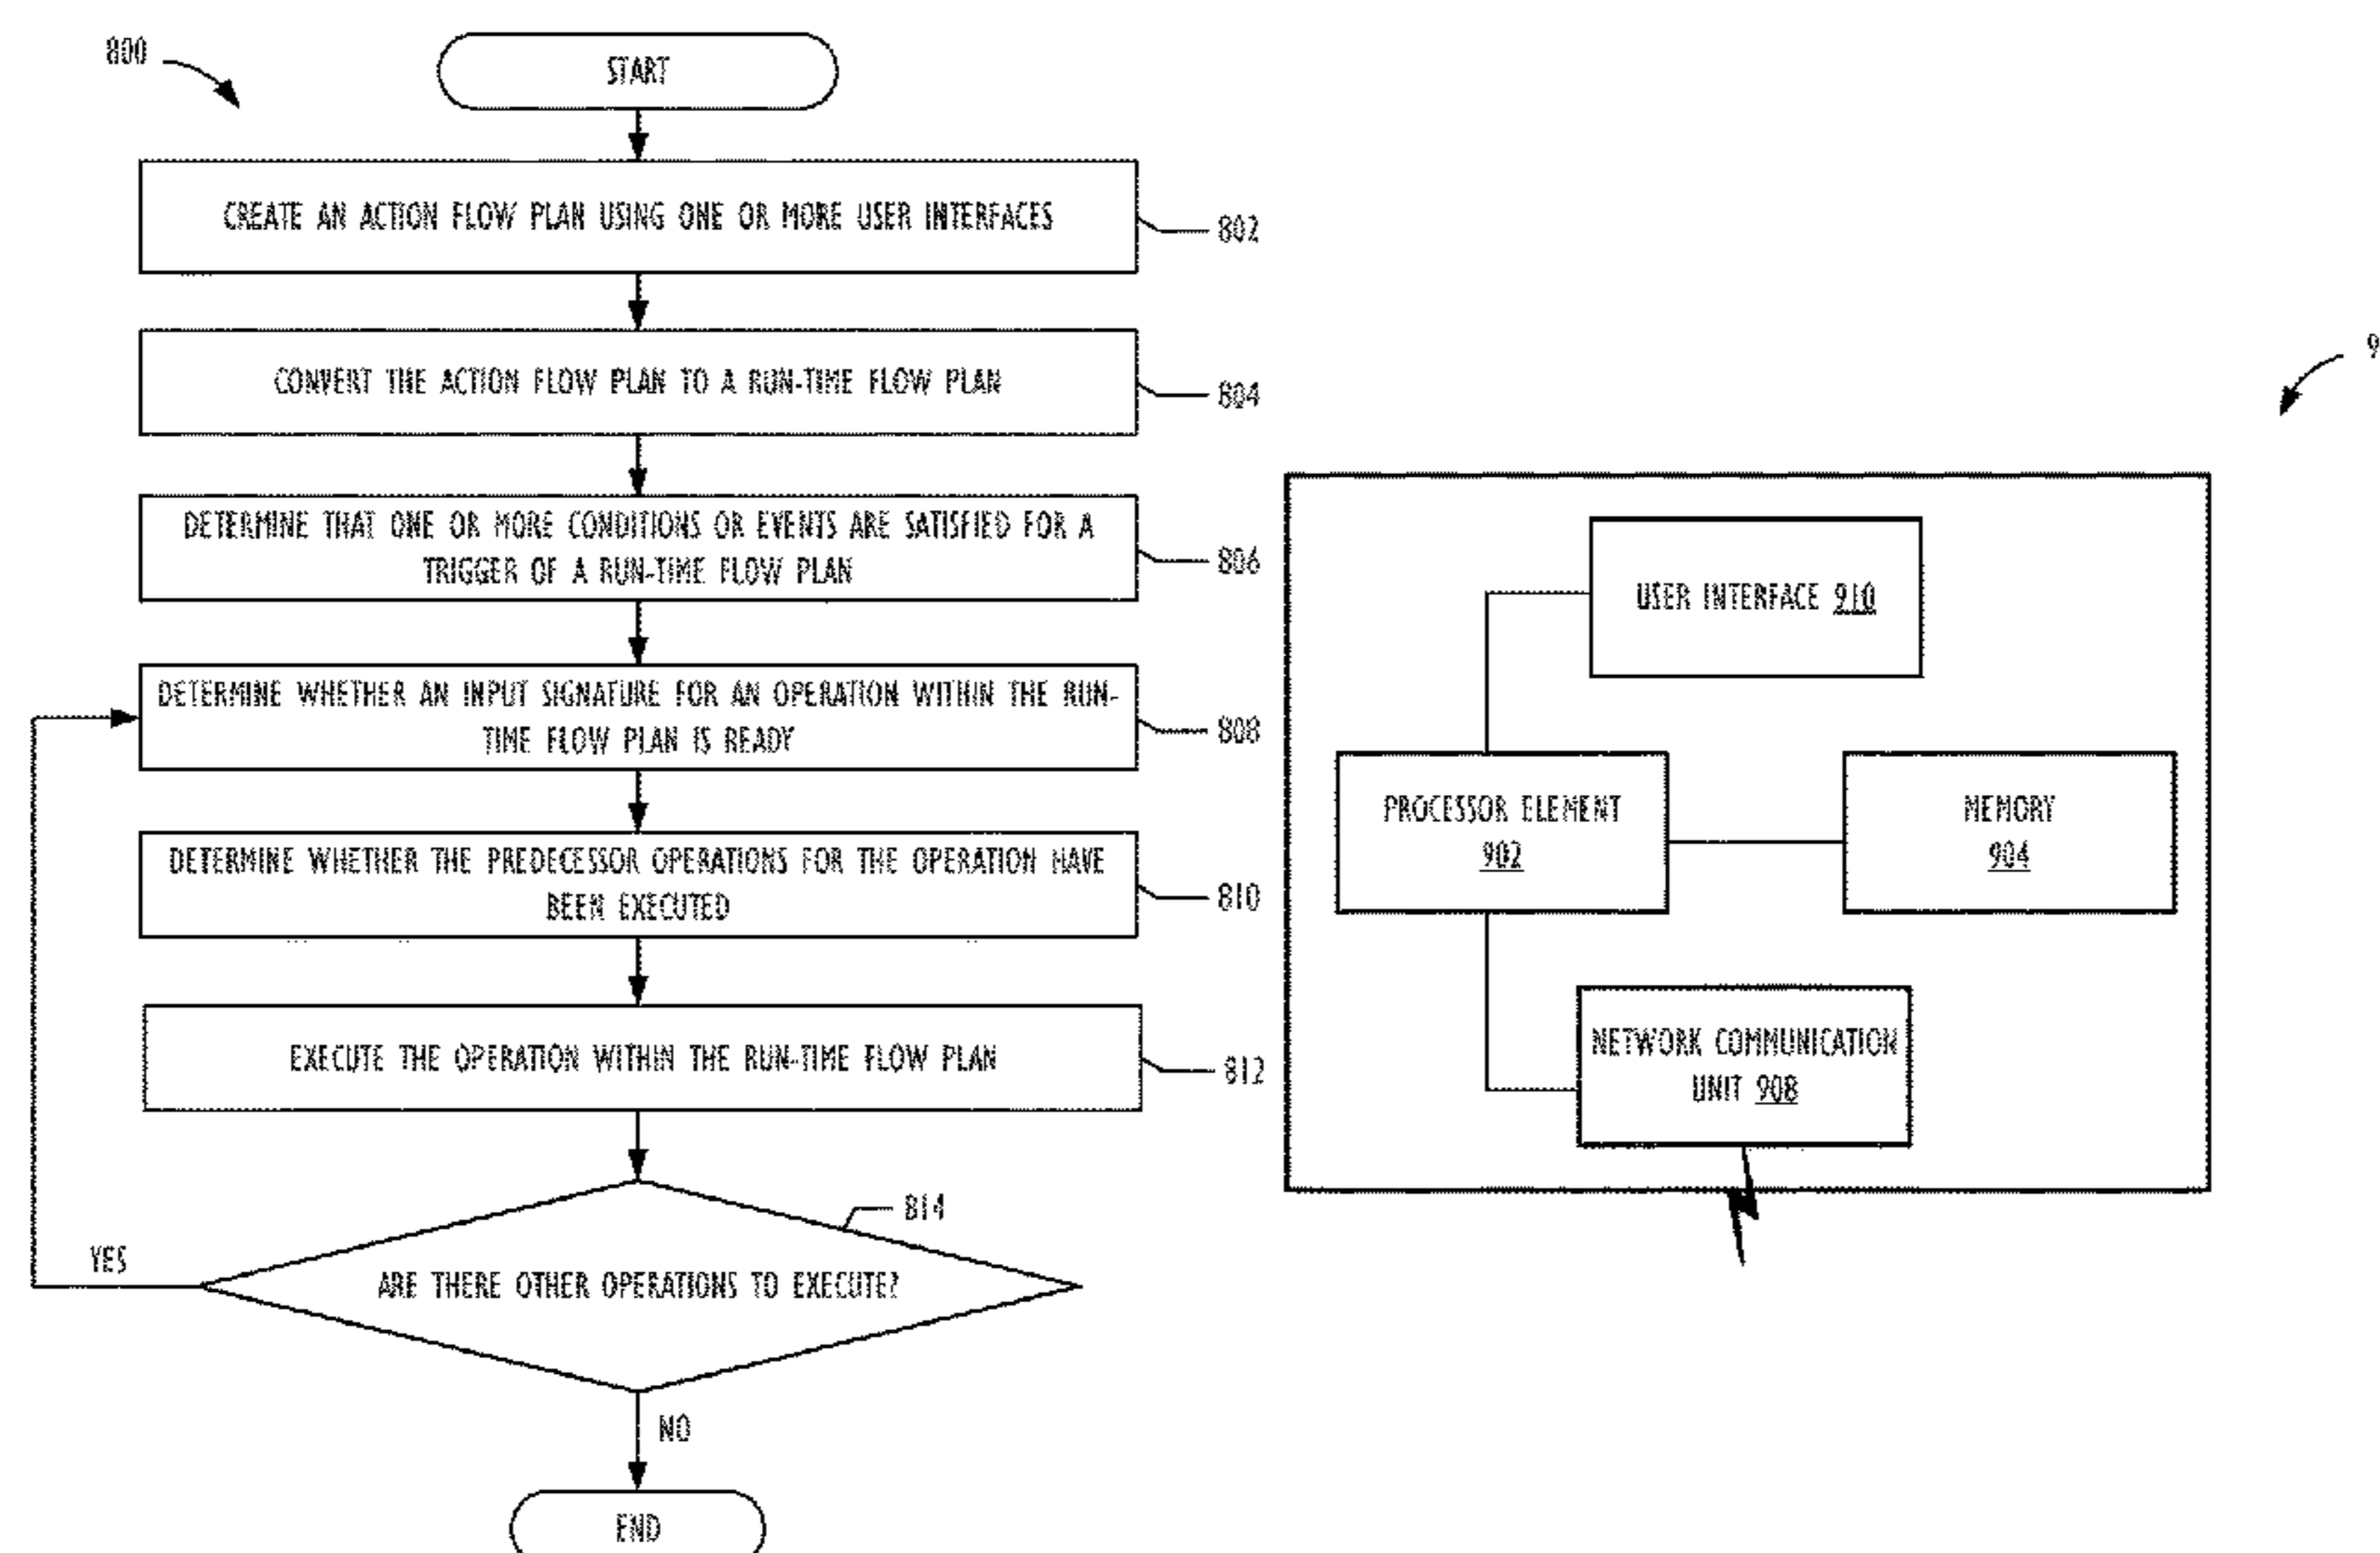 800
START
CREATE AN ACTION FLOW PLAN USING ONE OR MORE USER INTERFACES
802
CONVERT THE ACTION FLOW PLAN TO A RUN-TIME FLOW PLAN
804
DETERMINE THAT ONE OR MORE CONDITIONS OR EVENTS ARE SATISFIED FOR A
TRIGGER OF A RUN-TIME FLOW PLAN
806
DETERMINE WHETHER AN INPUT SIGNATURE FOR AN OPERATION WITHIN THE RUN-
TIME FLOW PLAN IS READY
808
DETERMINE WHETHER THE PREDECESSOR OPERATIONS FOR THE OPERATION HAVE
BEEN EXECUTED
810
EXECUTE THE OPERATION WITHIN THE RUN-TIME FLOW PLAN
812
814
ARE THERE OTHER OPERATIONS TO EXECUTE?
YES
NO
END
9
USER INTERFACE 910
PROCESSOR ELEMENT
902
MEMORY
904
NETWORK COMMUNICATION
UNIT 908